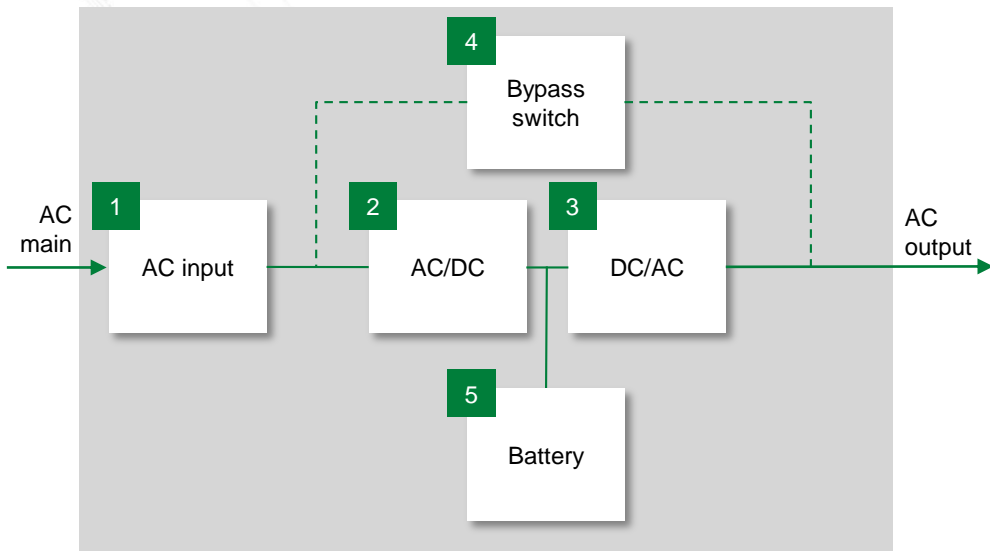 4
Bypass
switch
1
2
3
AC
main
AC
output
AC input
AC/DC
DC/AC
5
Battery